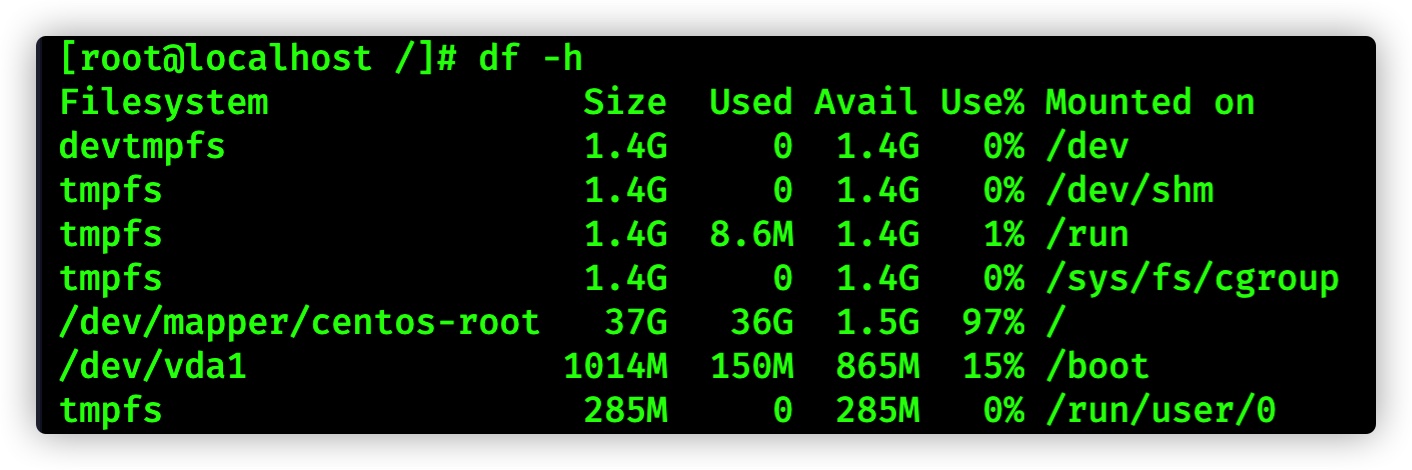 [root@localhost /]# df -h
Filesystem               Size  Used Avail Use% Mounted on
devtmpfs                 1.4G     0  1.4G   0% /dev
tmpfs                    1.4G     0  1.4G   0% /dev/shm
tmpfs                    1.4G  8.6M  1.4G   1% /run
tmpfs                    1.4G     0  1.4G   0% /sys/fs/cgroup
/dev/mapper/centos-root   37G   36G  1.5G  97% /
/dev/vda1               1014M  150M  865M  15% /boot
tmpfs                    285M     0  285M   0% /run/user/0